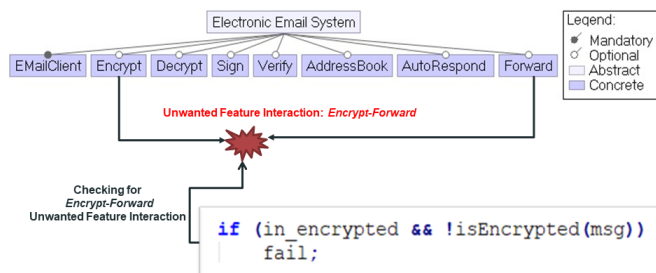 Electronic Email System
EMailClient Encrypt Decrypt Sign Verify AddressBook AutoRespond Forward
Legend:
Mandatory
Optional
Abstract
Concrete
Unwanted Feature Interaction: Encrypt-Forward
Checking for
Encrypt-Forward
Unwanted Feature Interaction
if (in_encrypted && !isEncrypted(msg))
fail;